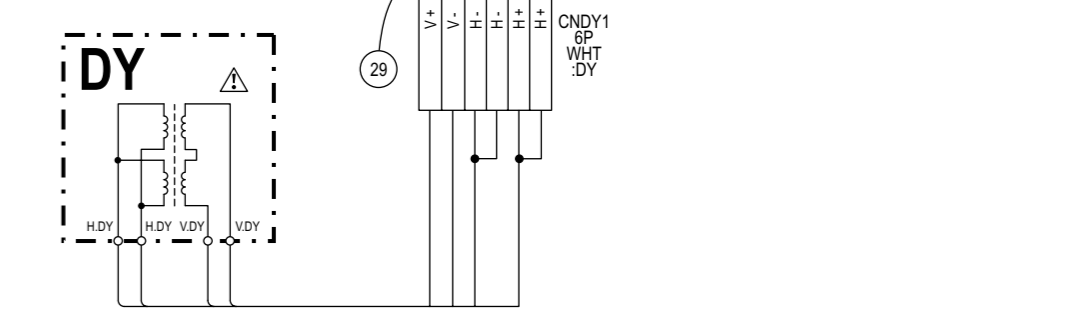 V+
V-
H-
H-
H+
H+
CNDY1
6P
WHT
:DY
29
DY
H.DY
H.DY
V.DY
V.DY